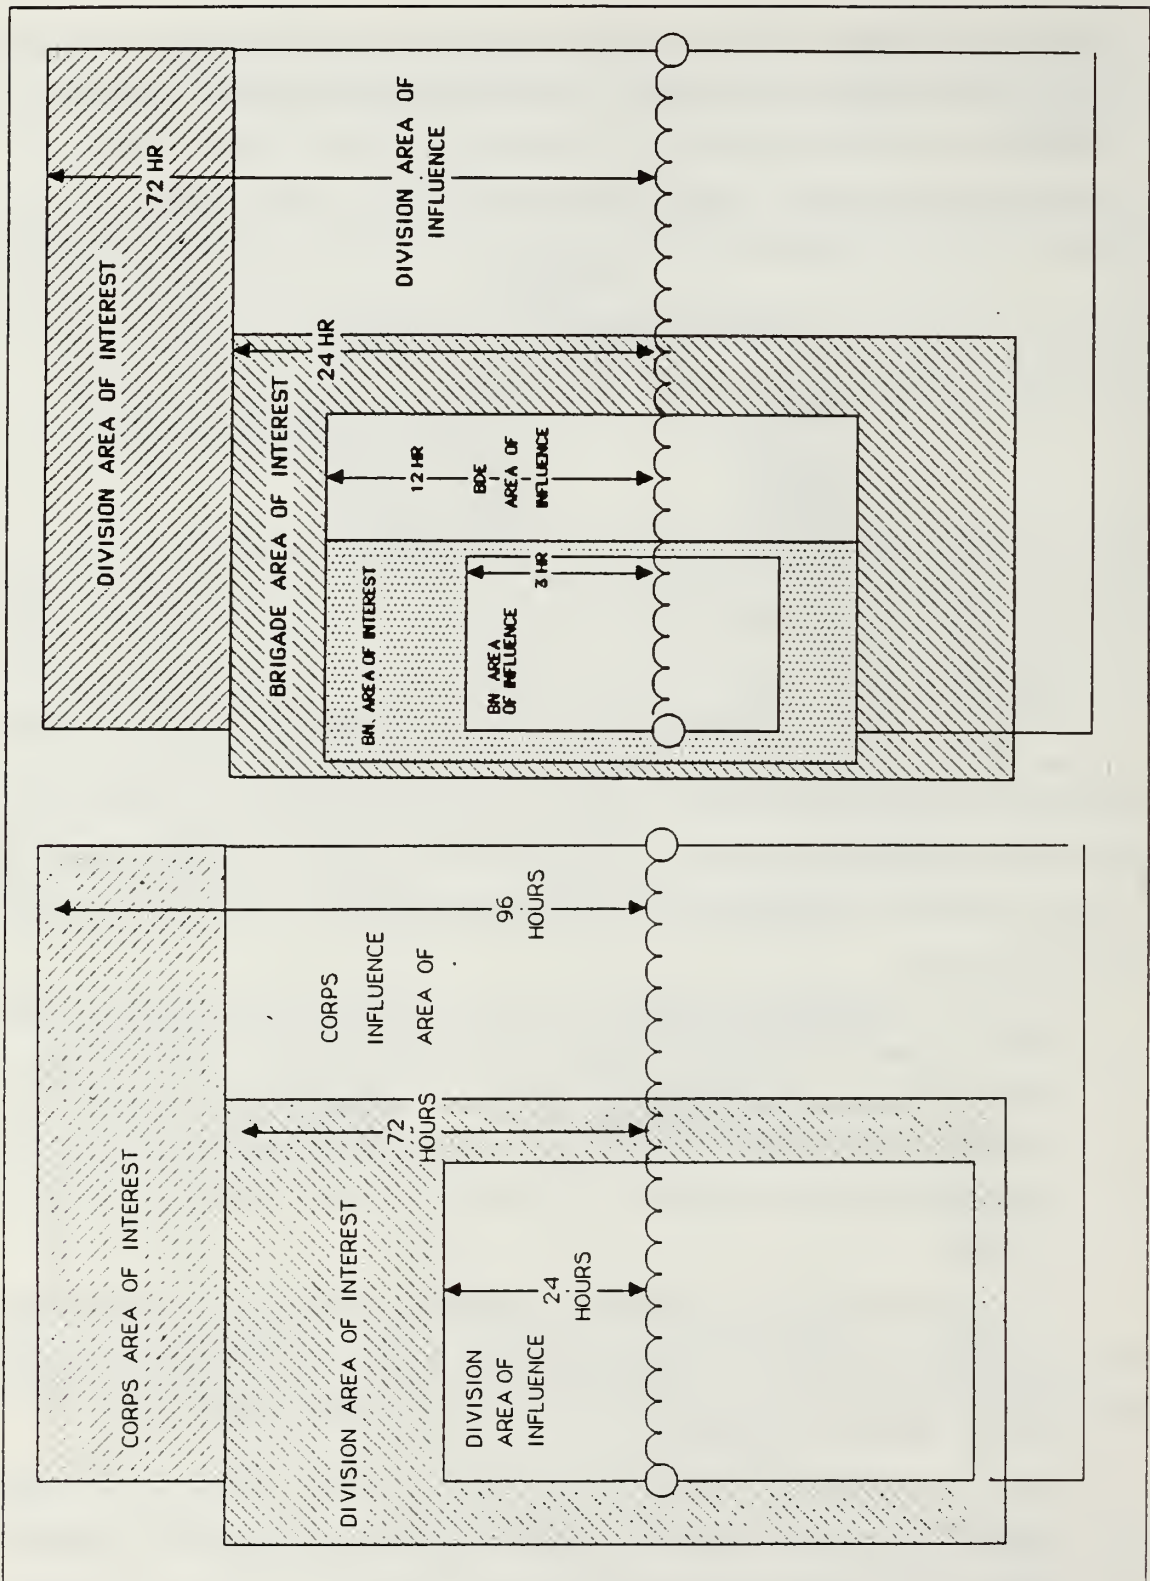 CORPS AREA OF INTEREST
96
HOURS
CORPS
INFLUENCE
AREA OF
DIVISION AREA OF INTEREST
72
HOURS
DIVISION
AREA OF
INFLUENCE
24
HOURS
DIVISION AREA OF INTEREST
72 HR
DIVISION AREA OF
INFLUENCE
BRIGADE AREA OF INTEREST
24 HR
12 HR
BDE
AREA OF
INFLUENCE
BN. AREA OF INTEREST
3 HR
BN AREA
OF INFLUENCE